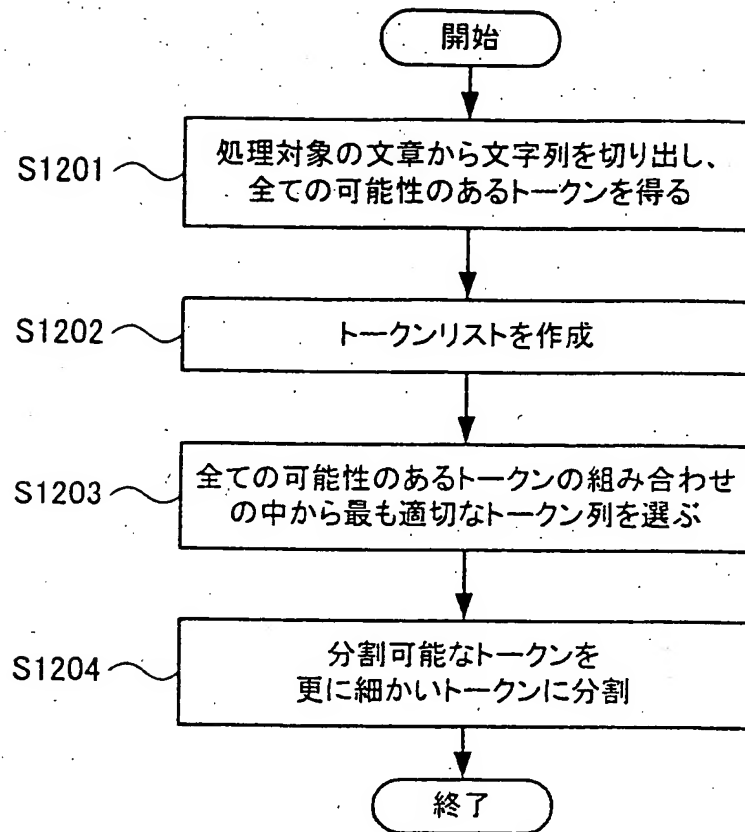 開始
S1201
処理対象の文章から文字列を切り出し、
全ての可能性のあるトークンを得る
S1202
トークンリストを作成
S1203
全ての可能性のあるトークンの組み合わせ
の中から最も適切なトークン列を選ぶ
S1204
分割可能なトークンを
更に細かいトークンに分割
終了